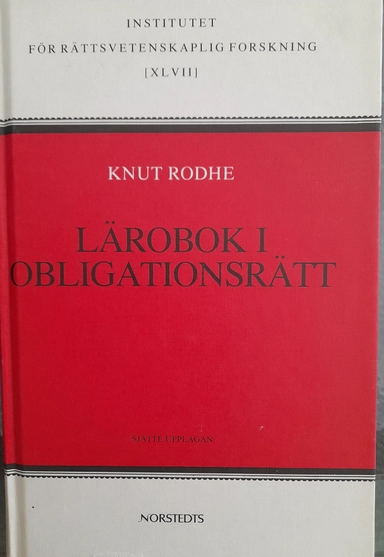 INSTITUTET
FÖR RÄTTSVETENSKAPLIG FORSKNING
[XLVII]
KNUT RODHE
LÄROBOK I
OBLIGATIONSRÄTT
SJÄTTE UPPLAGAN
NORSTEDTS